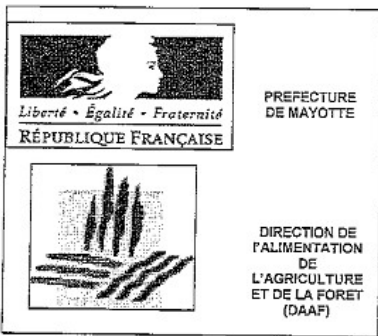 Liberté • Égalité • Fraternité
RÉPUBLIQUE FRANÇAISE
PREFECTURE
DE MAYOTTE
DIRECTION DE
l'ALIMENTATION
DE
L'AGRICULTURE
ET DE LA FORET
(DAAF)